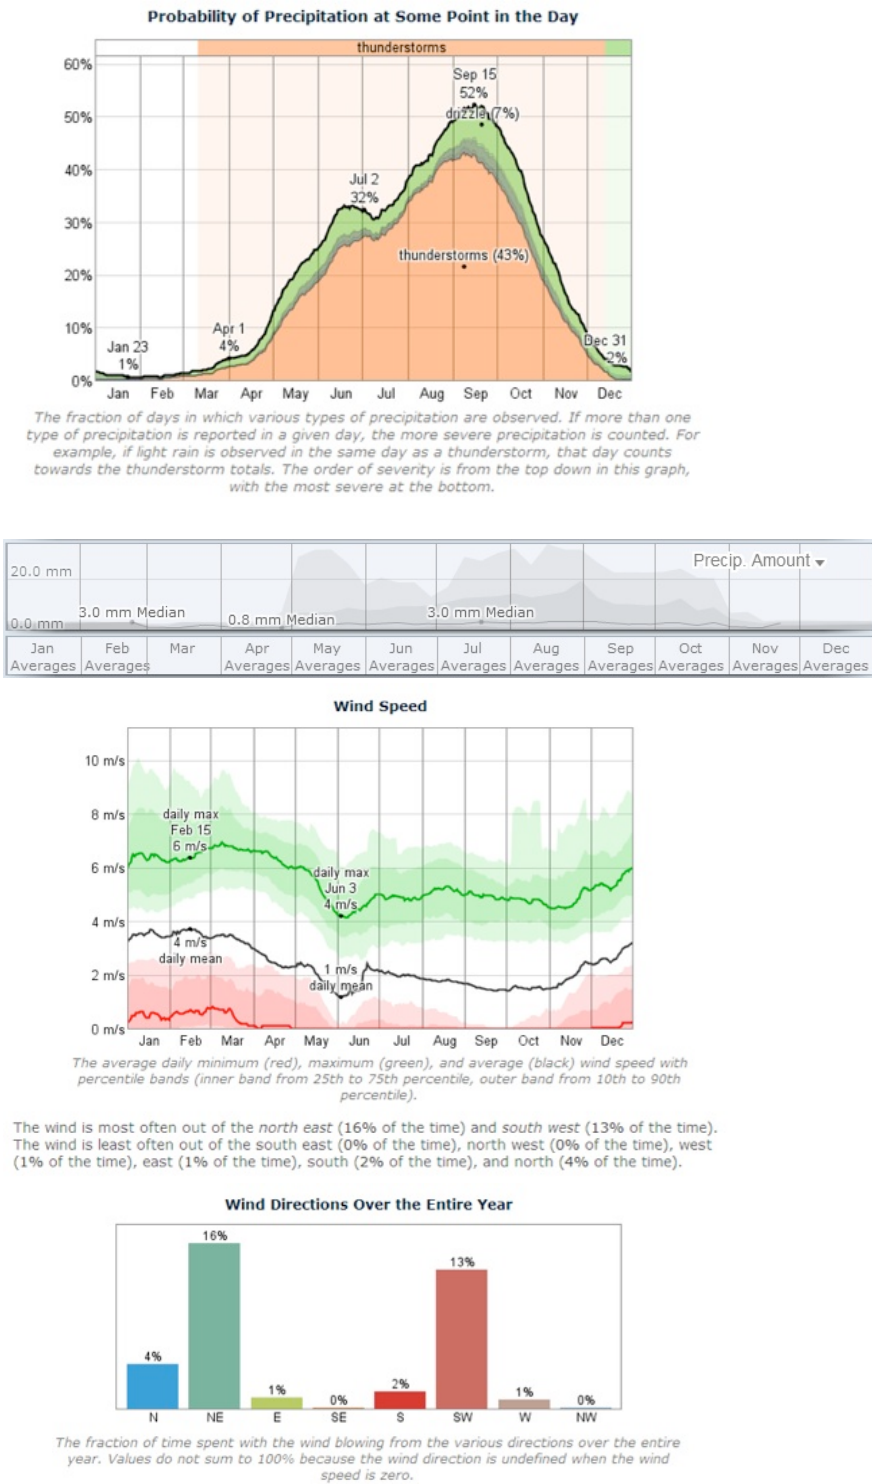 Probability of Precipitation at Some Point in the Day
thunderstorms
60%
Sep 15
52%
drizzle (7%)
50%
40%
Jul 2
32%
30%
thunderstorms (43%)
20%
10%
Apr 1
4%
Dec 31
2%
Jan 23
1%
0%
Jan Feb Mar Apr May Jun Jul Aug Sep Oct Nov Dec
The fraction of days in which various types of precipitation are observed. If more than one
type of precipitation is reported in a given day, the more severe precipitation is counted. For
example, if light rain is observed in the same day as a thunderstorm, that day counts
towards the thunderstorm totals. The order of severity is from the top down in this graph,
with the most severe at the bottom.
Precip. Amount
20.0 mm
3.0 mm Median
0.8 mm Median
3.0 mm Median
0.0 mm
Jan Feb Mar Apr May Jun Jul Aug Sep Oct Nov Dec
Averages Averages Averages Averages Averages Averages Averages Averages Averages Averages Averages
Wind Speed
10 m/s
8 m/s
daily max
Feb 15
6 m/s
6 m/s
daily max
Jun 3
4 m/s
4 m/s
4 m/s
daily mean
2 m/s
1 m/s
daily mean
0 m/s
Jan Feb Mar Apr May Jun Jul Aug Sep Oct Nov Dec
The average daily minimum (red), maximum (green), and average (black) wind speed with
percentile bands (inner band from 25th to 75th percentile, outer band from 10th to 90th
percentile).
The wind is most often out of the north east (16% of the time) and south west (13% of the time).
The wind is least often out of the south east (0% of the time), north west (0% of the time), west
(1% of the time), east (1% of the time), south (2% of the time), and north (4% of the time).
Wind Directions Over the Entire Year
16%
13%
4%
1%
0%
2%
1%
0%
N NE E SE S SW W NW
The fraction of time spent with the wind blowing from the various directions over the entire
year. Values do not sum to 100% because the wind direction is undefined when the wind
speed is zero.